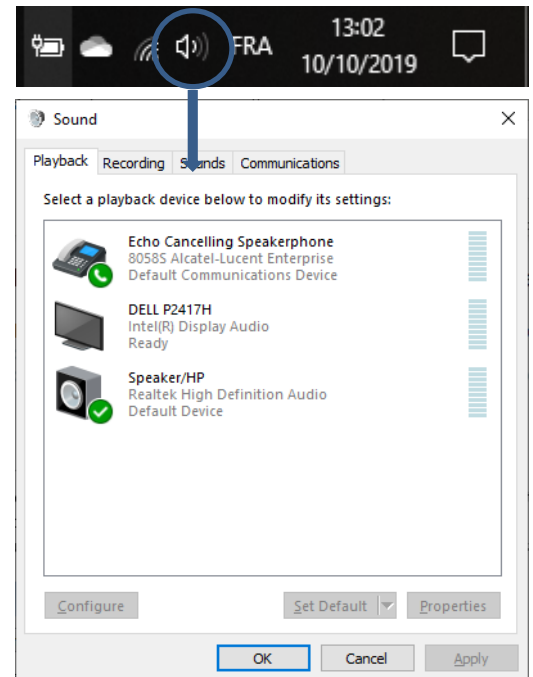 FRA
13:02
10/10/2019
Sound
Playback Recording Sounds Communications
Select a playback device below to modify its settings:
Echo Cancelling Speakerphone
8058S Alcatel-Lucent Enterprise
Default Communications Device
DELL P2417H
Intel(R) Display Audio
Ready
Speaker/HP
Realtek High Definition Audio
Default Device
Configure Set Default Properties
OK Cancel Apply